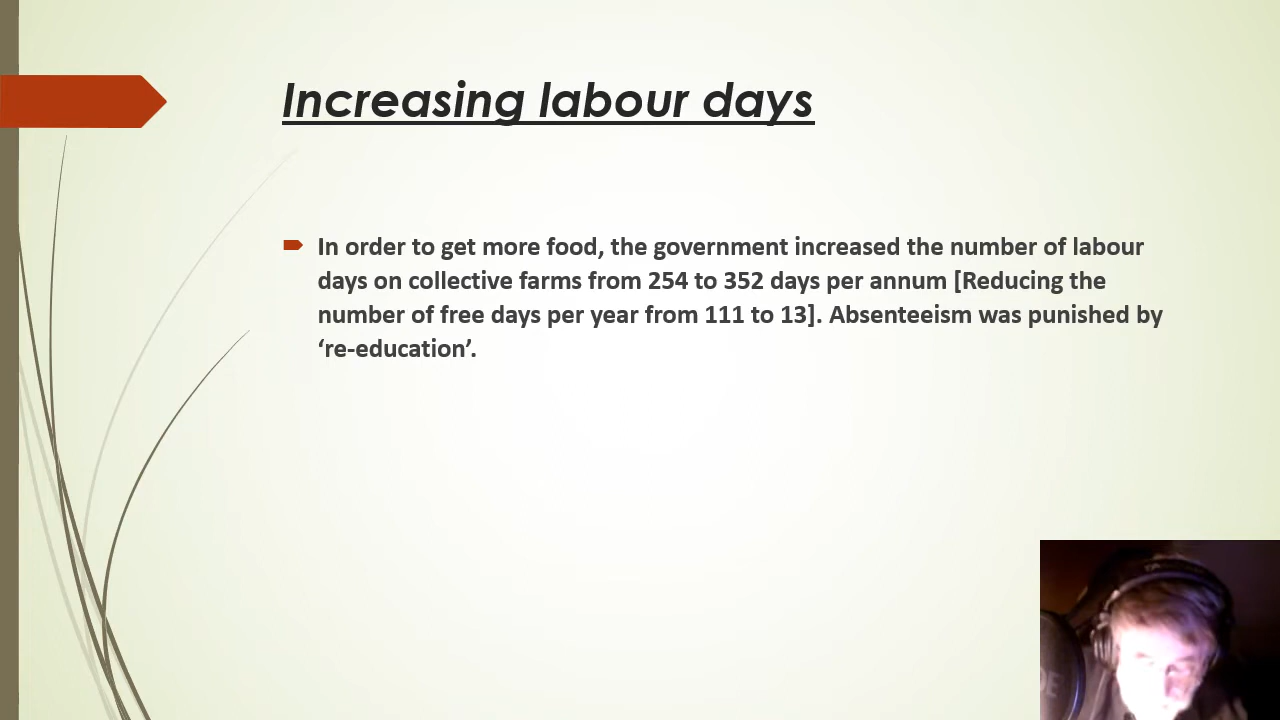 Increasing labour days
In order to get more food, the government increased the number of labour
days on collective farms from 254 to 352 days per annum [Reducing the
number of free days per year from 111 to 13]. Absenteeism was punished by
‘re-education’.